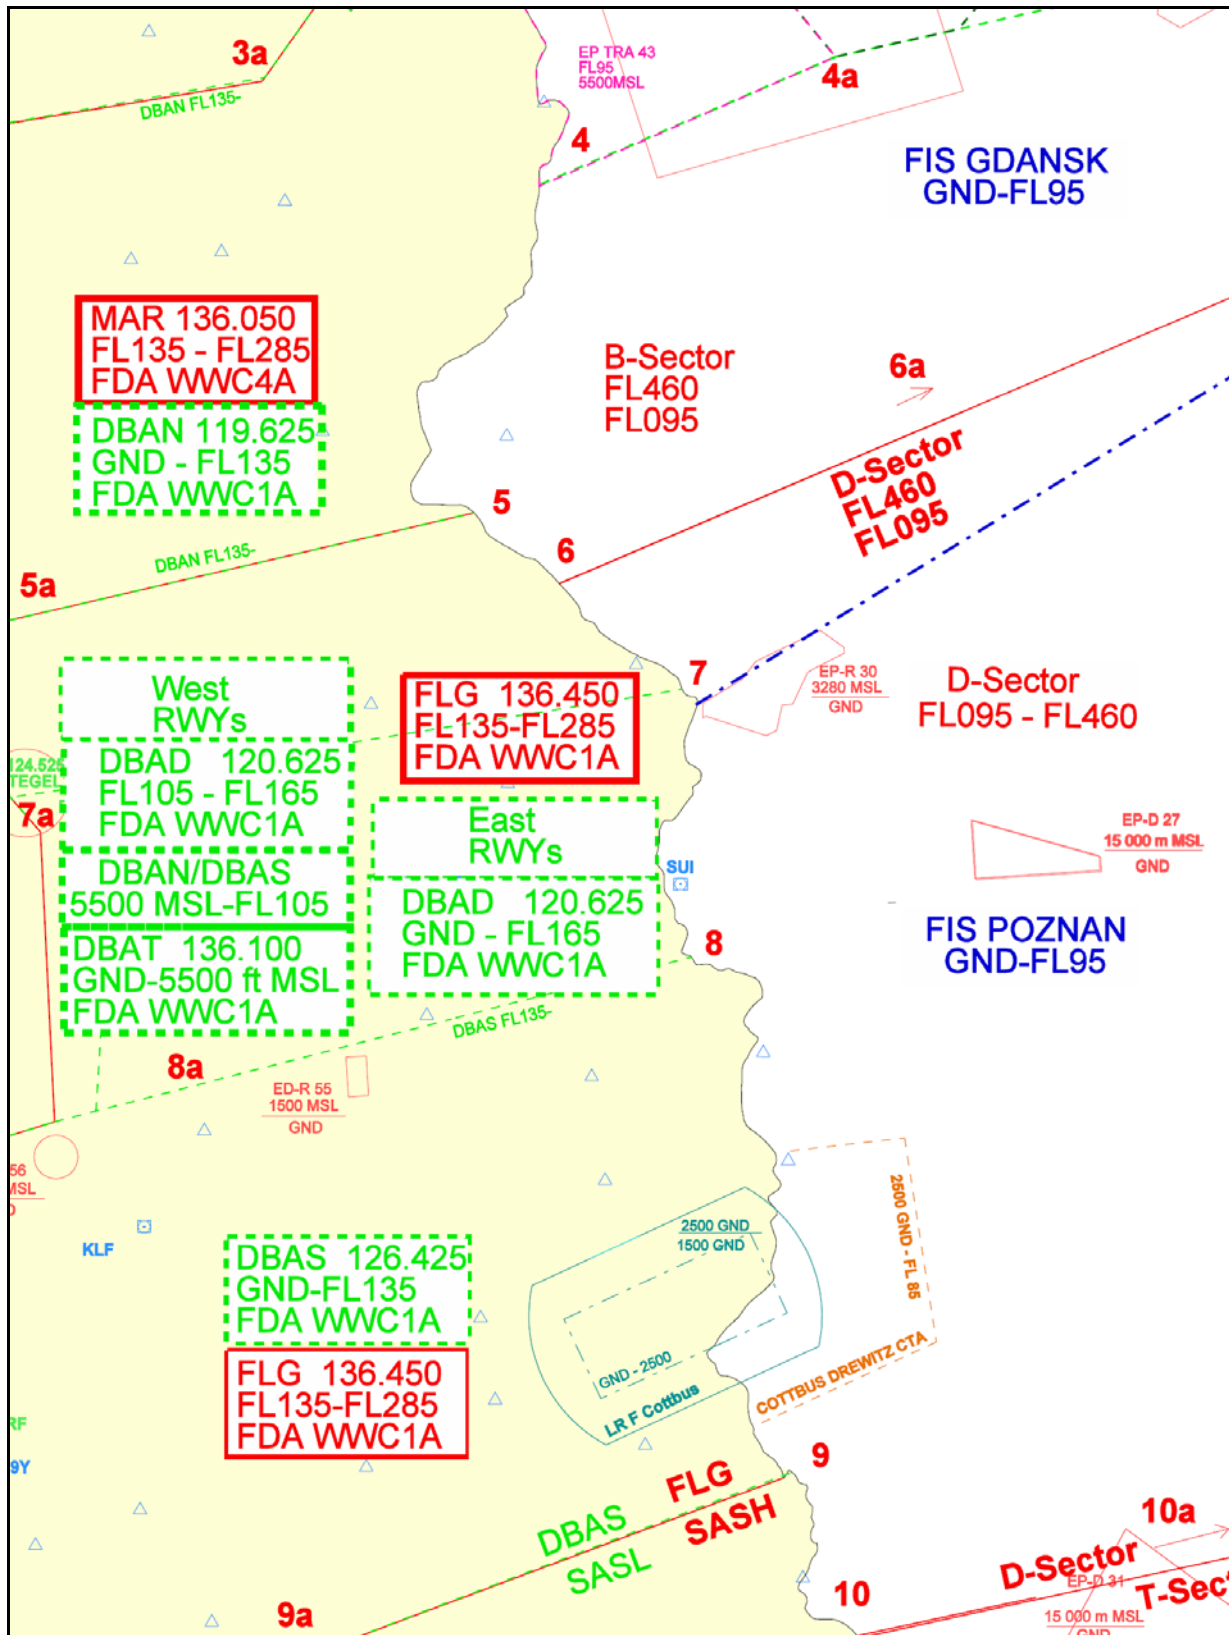 3a
DBAN FL135-
EP TRA 43
FL95
5500MSL
4a
4
FIS GDANSK
GND-FL95
MAR 136.050
FL135 - FL285
FDA WWC4A
DBAN 119.625
GND - FL135
FDA WWC1A
B-Sector
FL460
FL095
6a
D-Sector
FL460
FL095
5
DBAN FL135-
5a
6
7
West
RWYs
DBAD 120.625
FL105 - FL165
FDA WWC1A
DBAN/DBAS
5500 MSL-FL105
DBAT 136.100
GND-5500 ft MSL
FDA WWC1A
FLG 136.450
FL135-FL285
FDA WWC1A
EP-R 30
3280 MSL
GND
D-Sector
FL095 - FL460
124.525
TEGEL
7a
East
RWYs
DBAD 120.625
GND - FL165
FDA WWC1A
SUI
EP-D 27
15 000 m MSL
GND
8
FIS POZNAN
GND-FL95
DBAS FL135-
8a
ED-R 55
1500 MSL
GND
56
MSL
KLF
2500 GND
1500 GND
2500 GND - FL 85
DBAS 126.425
GND-FL135
FDA WWC1A
FLG 136.450
FL135-FL285
FDA WWC1A
GND - 2500
LR F Cottbus
COTTBUS DREWITZ CTA
RF
9Y
9
FLG
DBAS
SASH
SASL
9a
10
10a
D-Sector
EP-D 31
T-Sect
15 000 m MSL
GND